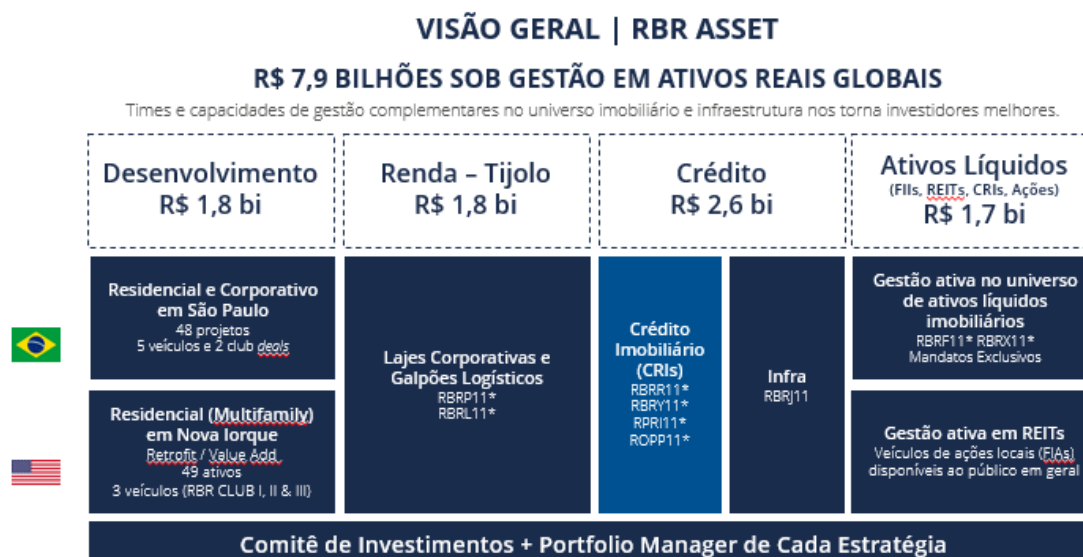 VISÃO GERAL | RBR ASSET
R$ 7,9 BILHÕES SOB GESTÃO EM ATIVOS REAIS GLOBAIS
Times e capacidades de gestão complementares no universo imobiliário e infraestrutura nos torna investidores melhores.
Desenvolvimento
R$ 1,8 bi
Renda – Tijolo
R$ 1,8 bi
Crédito
R$ 2,6 bi
Ativos Líquidos
(FIIs, REITs, CRIs, Ações)
R$ 1,7 bi
Residencial e Corporativo
em São Paulo
48 projetos
5 veículos e 2 club deals
Residencial (Multifamily)
em Nova Iorque
Retrofit / Value Add
49 ativos
3 veículos (RBR CLUB I, II & III)
Lajes Corporativas e
Galpões Logísticos
RBRP11*
RBRL11*
Crédito
Imobiliário
(CRIs)
RBRR11*
RBRY11*
RPRI11*
ROPP11*
Infra
RBRJ11
Gestão ativa no universo
de ativos líquidos
imobiliários
RBRF11* RBRX11*
Mandatos Exclusivos
Gestão ativa em REITs
Veículos de ações locais (FIAs)
disponíveis ao público em geral
Comitê de Investimentos + Portfolio Manager de Cada Estratégia